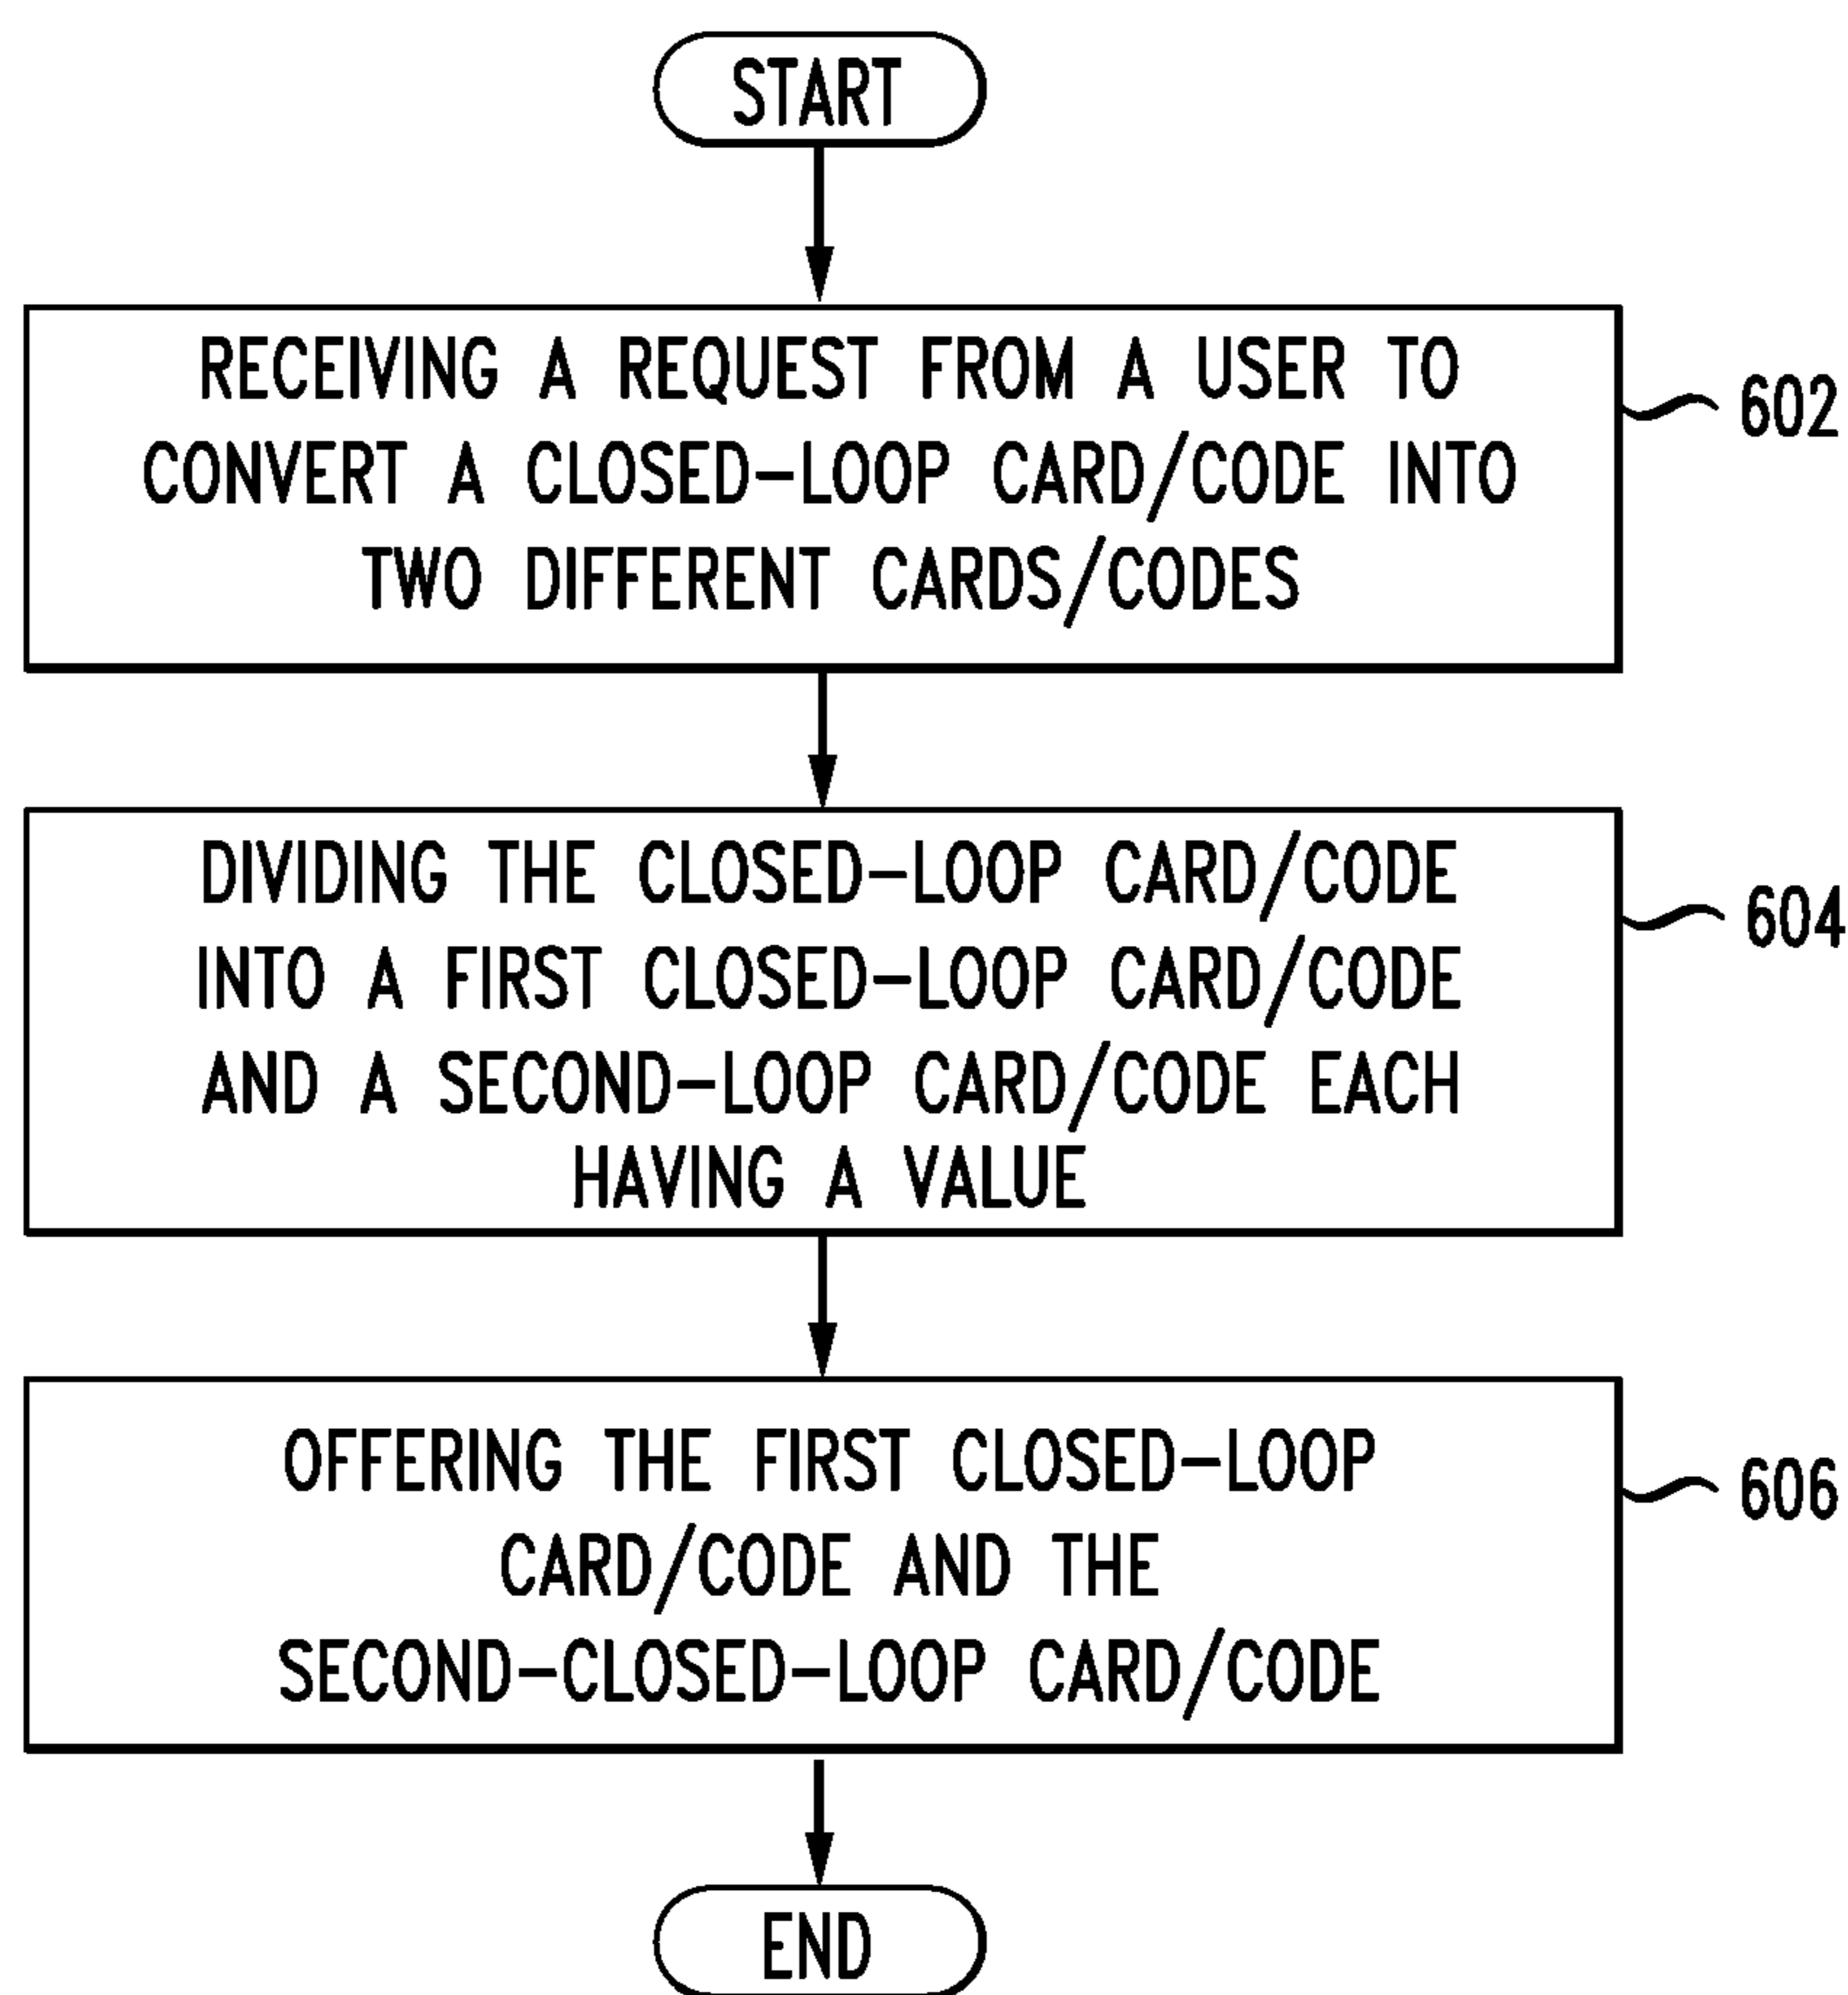 START
RECEIVING A REQUEST FROM A USER TO
CONVERT A CLOSED-LOOP CARD/CODE INTO
TWO DIFFERENT CARDS/CODES
602
DIVIDING THE CLOSED-LOOP CARD/CODE
INTO A FIRST CLOSED-LOOP CARD/CODE
AND A SECOND-LOOP CARD/CODE EACH
HAVING A VALUE
604
OFFERING THE FIRST CLOSED-LOOP
CARD/CODE AND THE
SECOND-CLOSED-LOOP CARD/CODE
606
END